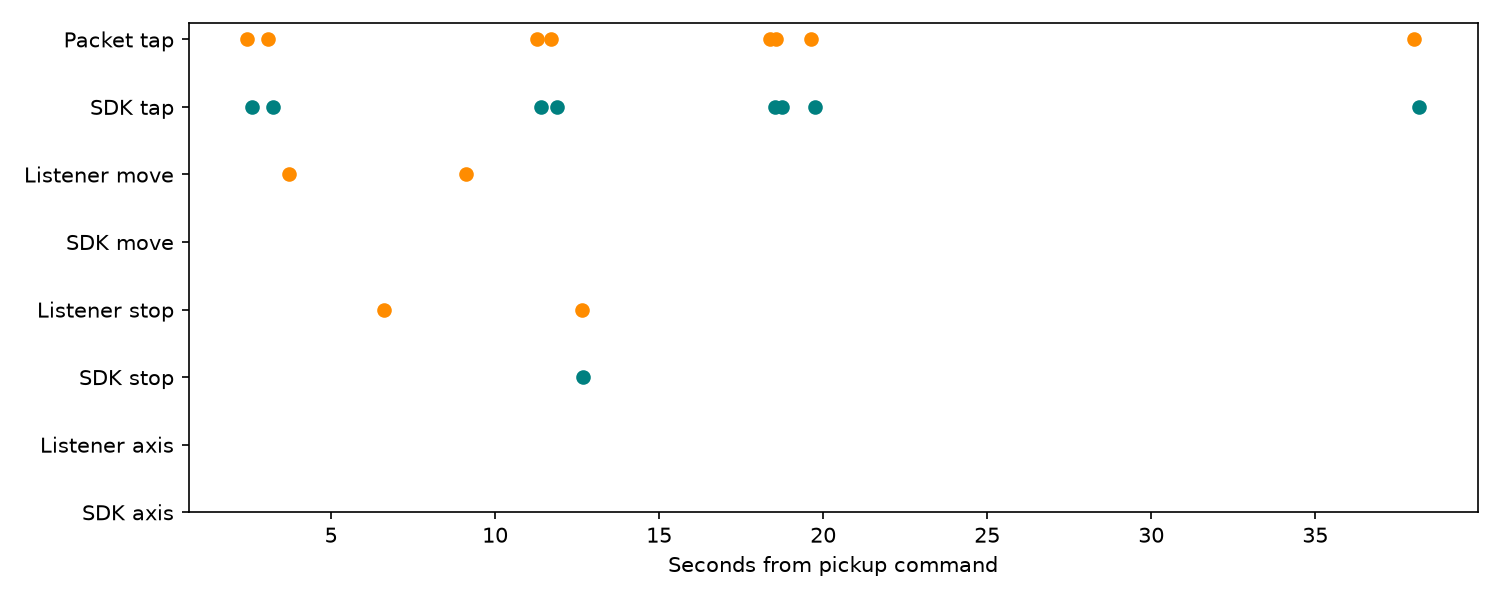 Packet tap
SDK tap
Listener move
SDK move
Listener stop
SDK stop
Listener axis
SDK axis
5 10 15 20 25 30 35
Seconds from pickup command